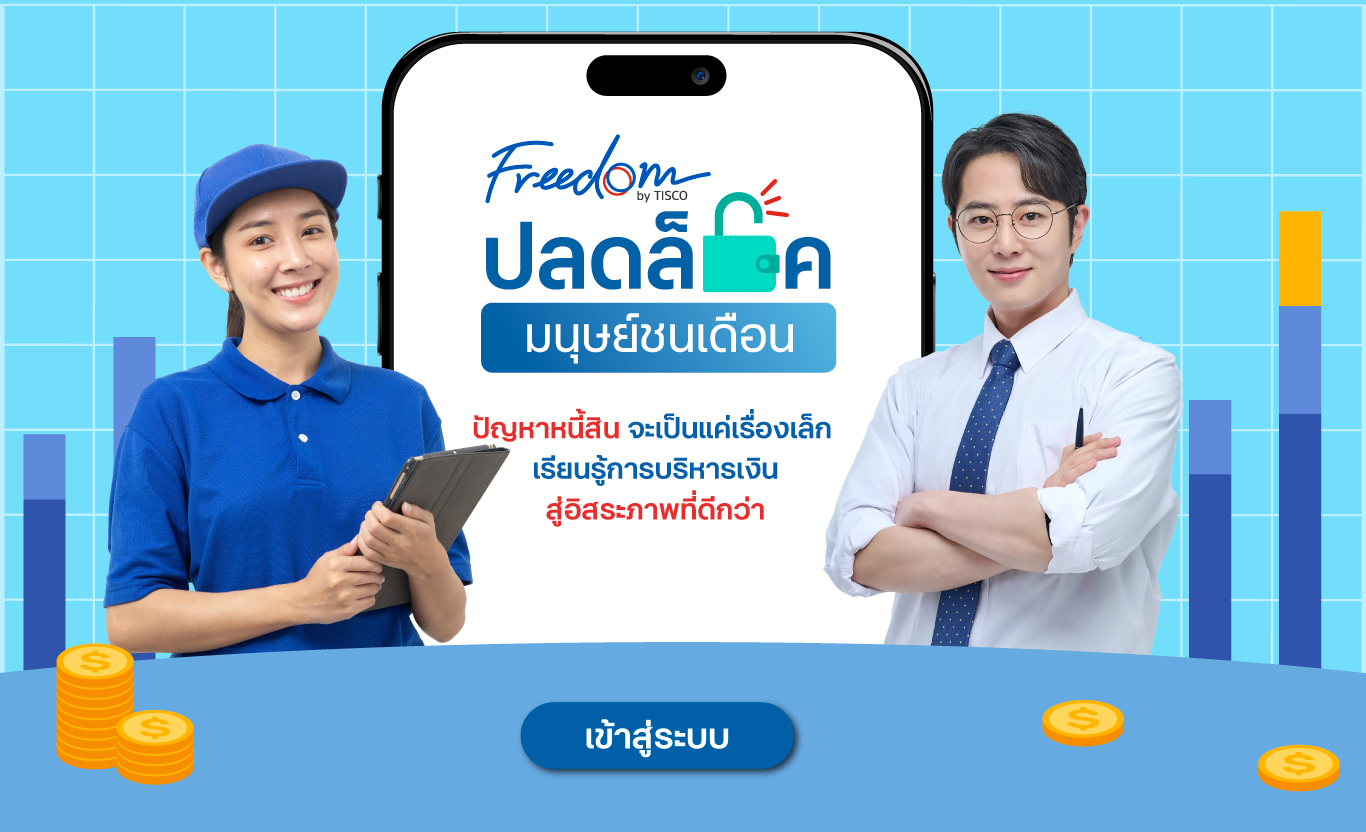 Freedom
by TISCO
ปลดล็อค
มนุษย์ชนเดือน
ปัญหาหนี้สิน จะเป็นแค่เรื่องเล็ก
เรียนรู้การบริหารเงิน
สู่อิสระภาพที่ดีกว่า
เข้าสู่ระบบ